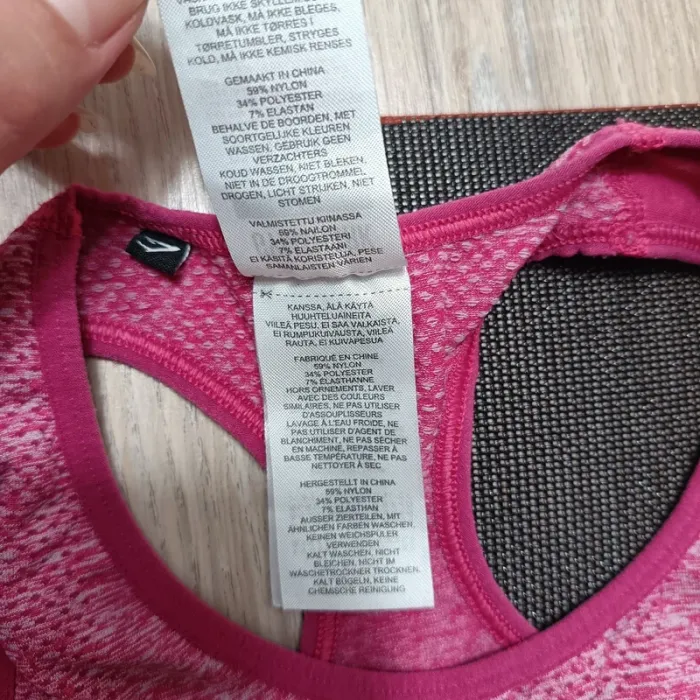 BRUG IKKE SKYLLEM
KOLDVASK, MÅ IKKE BLEGES,
MÅ IKKE TØRRES I
TØRRETUMBLER, STRYGES
KOLD, MÅ IKKE KEMISK RENSES
GEMAAKT IN CHINA
59% NYLON
34% POLYESTER
7% ELASTAN
BEHALVE DE BOORDEN, MET
SOORTGELIJKE KLEUREN
WASSEN, GEBRUIK GEEN
VERZACHTERS
KOUD WASSEN, NIET BLEKEN,
NIET IN DE DROOGTROMMEL
DROGEN, LICHT STRIJKEN, NIET
STOMEN
VALMISTETTU KIINASSA
59% NAILON
34% POLYESTERI
7% ELASTAANI
EI KÄSITÄ KORISTELUJA, PESE
SAMANLAISTEN VÄRIEN
KANSSA, ÄLÄ KÄYTÄ
HUUHTELUAINEITA
VIILEÄ PESU, EI SAA VALKAISTA,
EI RUMPUKUIVAUSTA, VIILEÄ
RAUTA, EI KUIVAPESUA
FABRIQUÉ EN CHINE
59% NYLON
34% POLYESTER
7% ÉLASTHANNE
HORS ORNEMENTS, LAVER
AVEC DES COULEURS
SIMILAIRES, NE PAS UTILISER
D'ASSOUPLISSEURS
LAVAGE À L'EAU FROIDE, NE
PAS UTILISER D'AGENT DE
BLANCHIMENT, NE PAS SÉCHER
EN MACHINE, REPASSER À
BASSE TEMPÉRATURE, NE PAS
NETTOYER À SEC
HERGESTELLT IN CHINA
59% NYLON
34% POLYESTER
7% ELASTHAN
AUSSER ZIERTEILEN, MIT
ÄHNLICHEN FARBEN WASCHEN
KEINEN WEICHSPÜLER
VERWENDEN
KALT WASCHEN, NICHT
BLEICHEN, NICHT IM
WÄSCHETROCKNER TROCKNEN,
KALT BÜGELN, KEINE
CHEMISCHE REINIGUNG